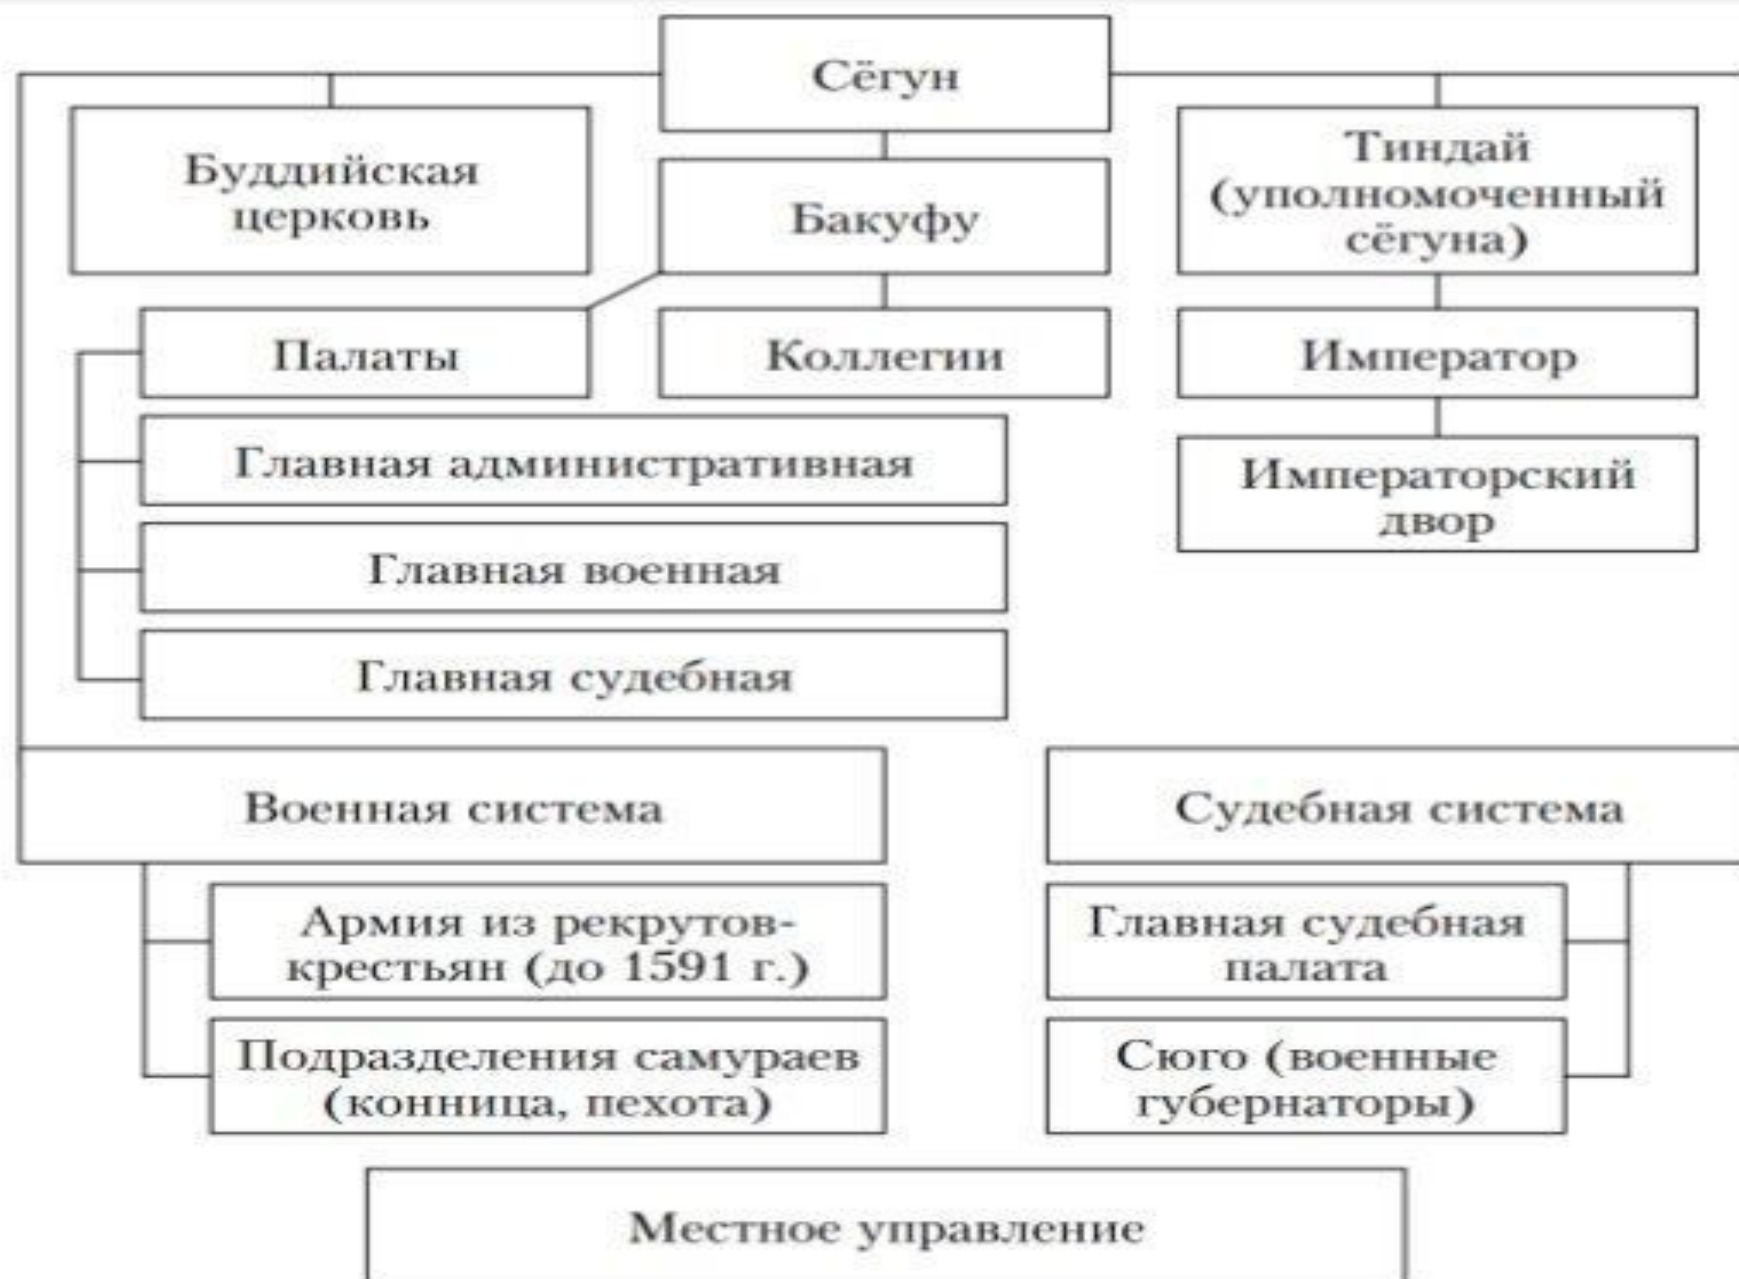 Сёгун
Буддийская
церковь
Бакуфу
Тиндай
(уполномоченный
сёгуна)
Палаты
Коллегии
Император
Главная административная
Императорский
двор
Главная военная
Главная судебная
Военная система
Судебная система
Армия из рекрутов-
крестьян (до 1591 г.)
Главная судебная
палата
Подразделения самураев
(конница, пехота)
Сюго (военные
губернаторы)
Местное управление